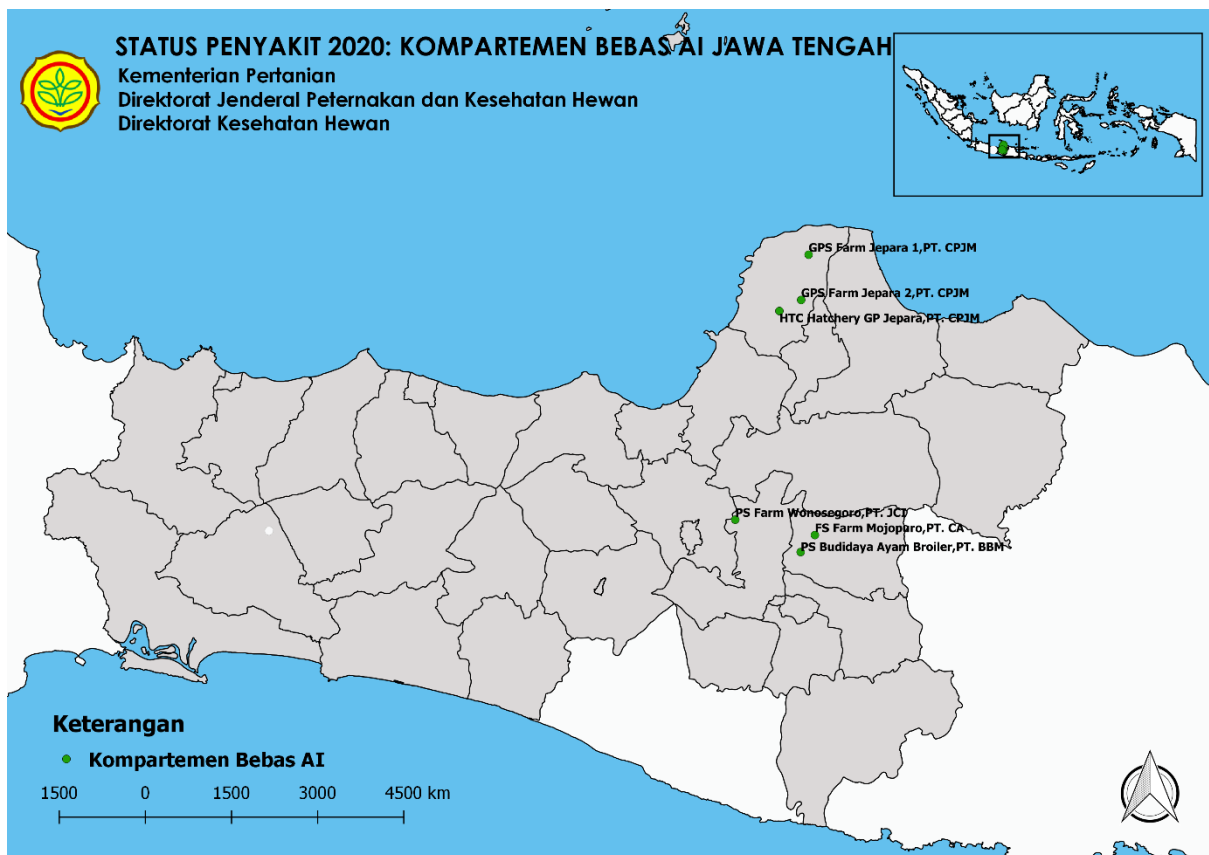 STATUS PENYAKIT 2020: KOMPARTEMEN BEBAS AI JAWA TENGAH
Kementerian Pertanian
Direktorat Jenderal Peternakan dan Kesehatan Hewan
Direktorat Kesehatan Hewan
GPS Farm Jepara 1,PT. CPJM
GPS Farm Jepara 2,PT. CPJM
HTC Hatchery GP Jepara,PT. CPJM
PS Farm Wonosegoro,PT. JCI
FS Farm Mojopuro,PT. CA
PS Budidaya Ayam Broiler,PT. BBM
Keterangan
Kompartemen Bebas AI
1500 0 1500 3000 4500 km